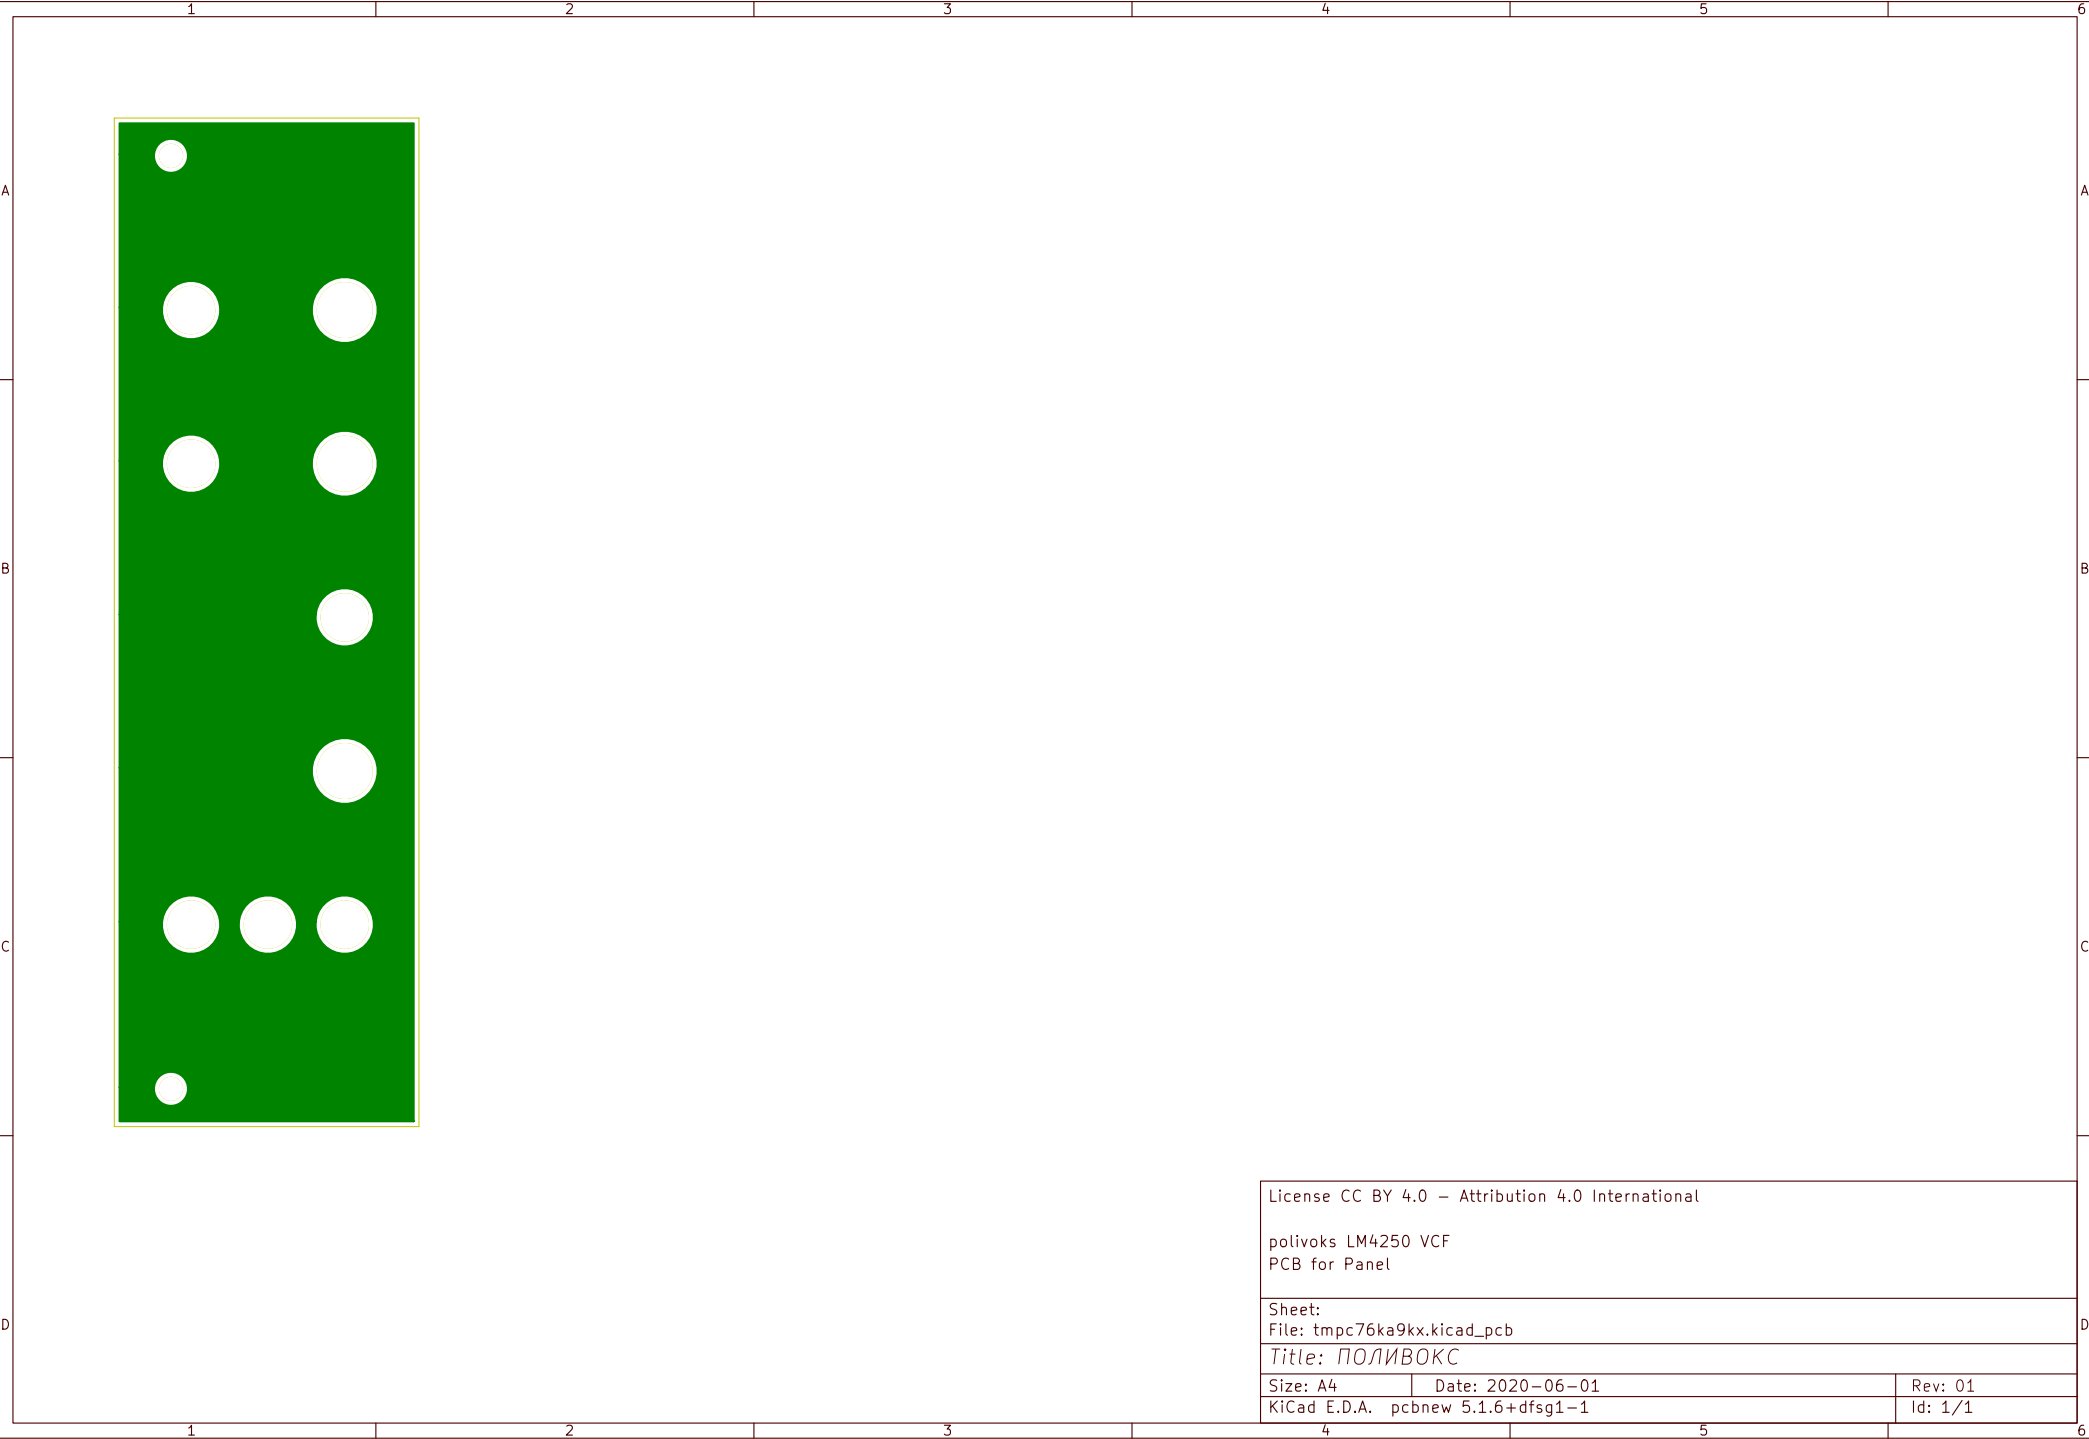 1 2 3 4 5 6
A A
B B
C C
D D
License CC BY 4.0 – Attribution 4.0 International
polivoks LM4250 VCF
PCB for Panel
Sheet:
File: tmpc76ka9kx.kicad_pcb
Title: ПОЛИВОКС
Size: A4 Date: 2020-06-01 Rev: 01
KiCad E.D.A. pcbnew 5.1.6+dfsg1-1 Id: 1/1
1 2 3 4 5 6